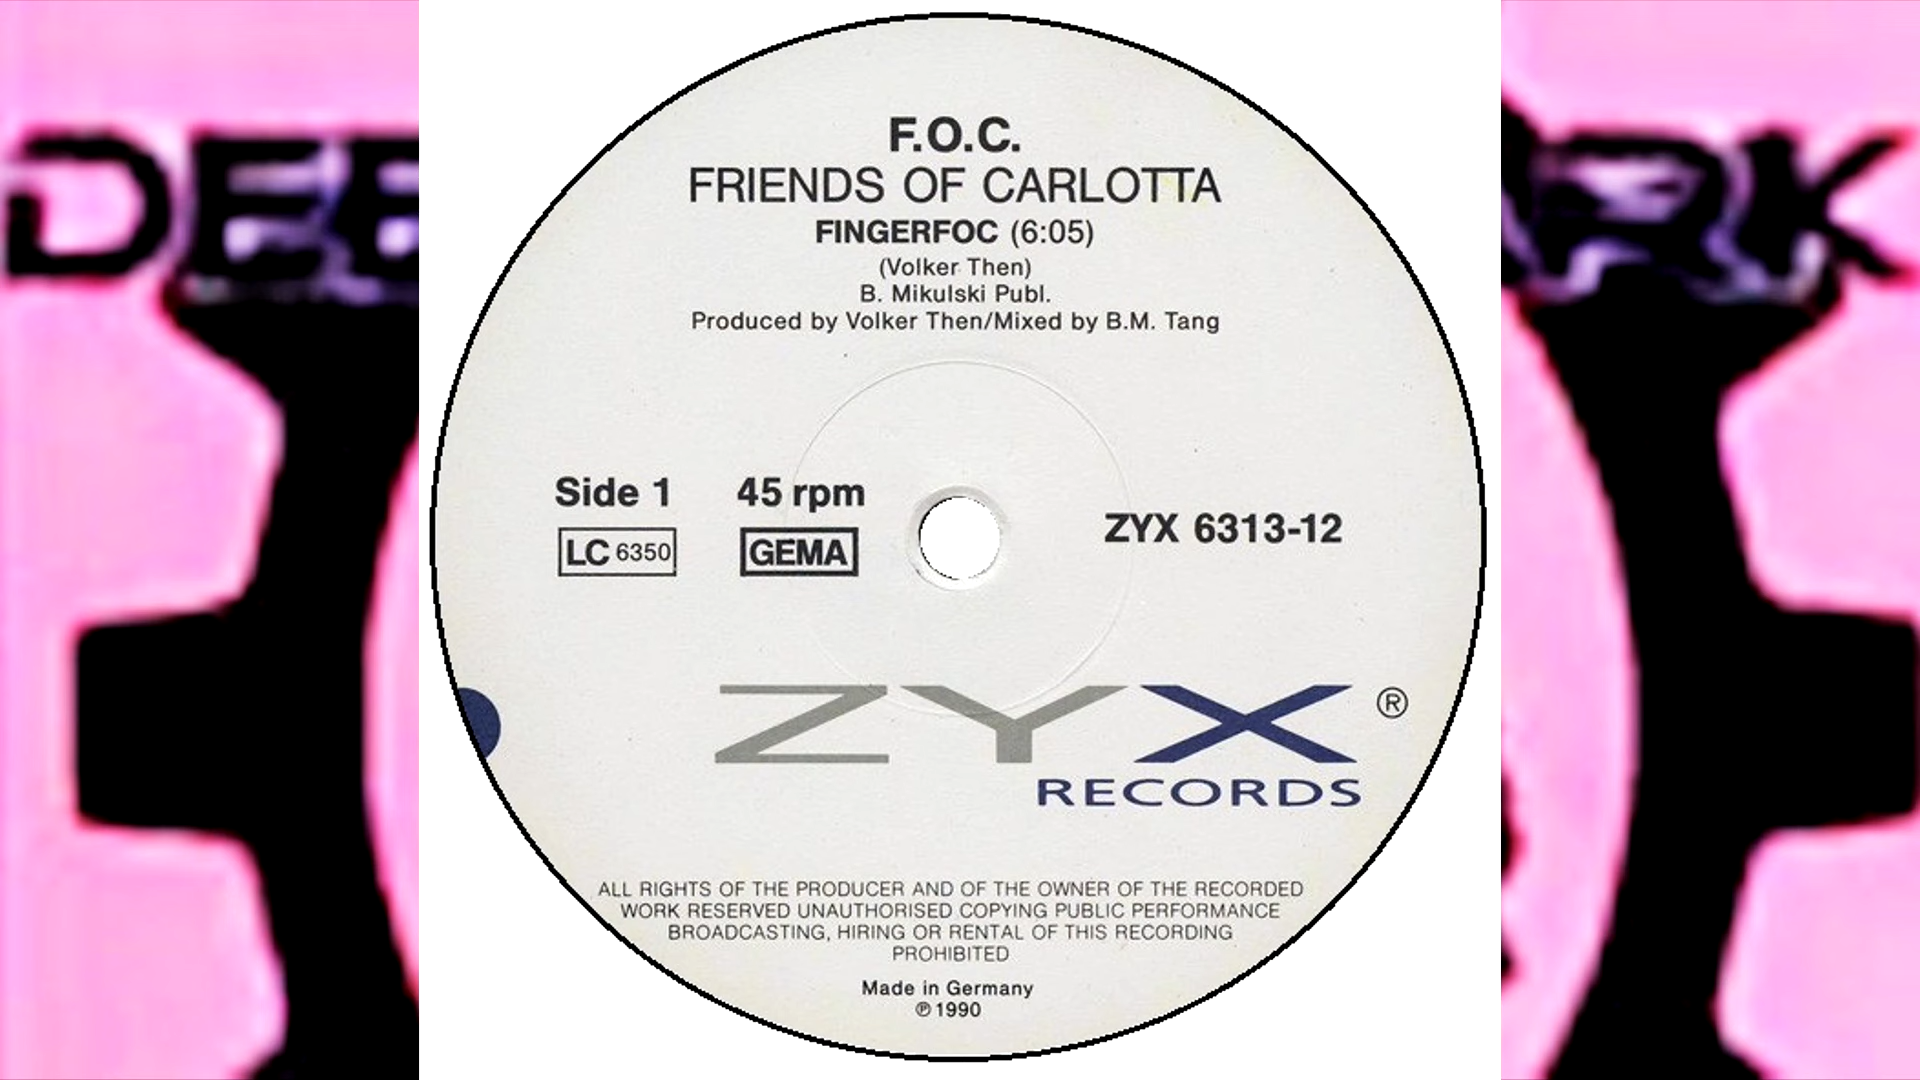 F.O.C.
FRIENDS OF CARLOTTA
FINGERFOC (6:05)
(Volker Then)
B. Mikulski Publ.
Produced by Volker Then/Mixed by B.M. Tang
Side 1 45 rpm
LC 6350 GEMA
ZYX 6313-12
ZYX ®
RECORDS
ALL RIGHTS OF THE PRODUCER AND OF THE OWNER OF THE RECORDED
WORK RESERVED UNAUTHORISED COPYING PUBLIC PERFORMANCE
BROADCASTING, HIRING OR RENTAL OF THIS RECORDING
PROHIBITED
Made in Germany
℗ 1990